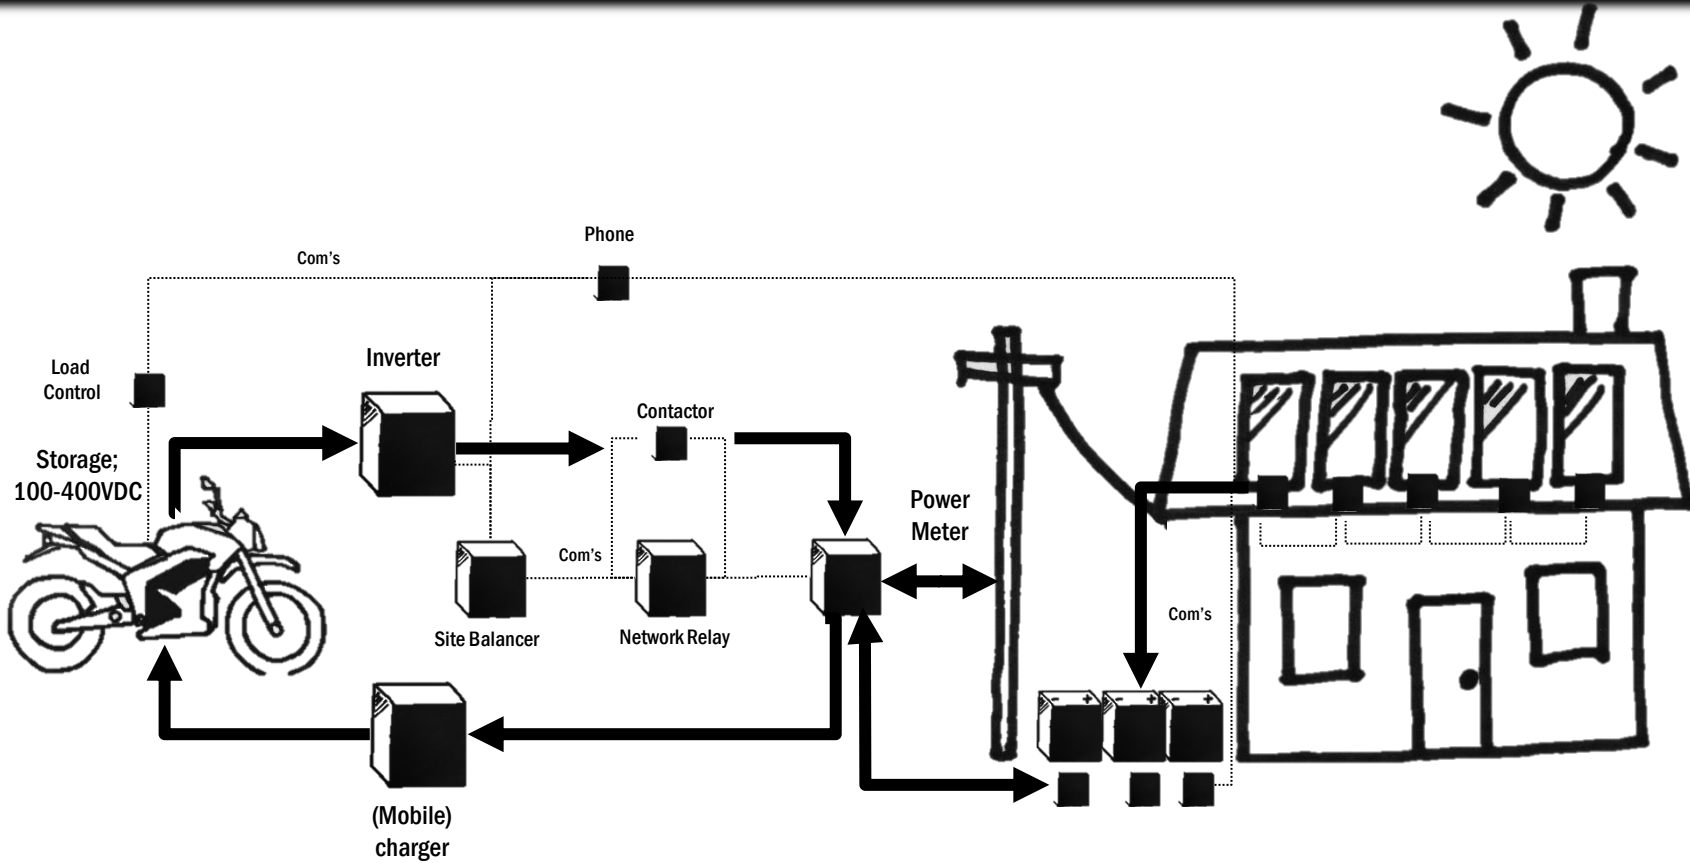 Phone
Com's
Load
Control
Inverter
Contactor
Storage;
100-400VDC
Power
Meter
Com's
Site Balancer
Network Relay
Com's
- +
- +
- +
(Mobile)
charger